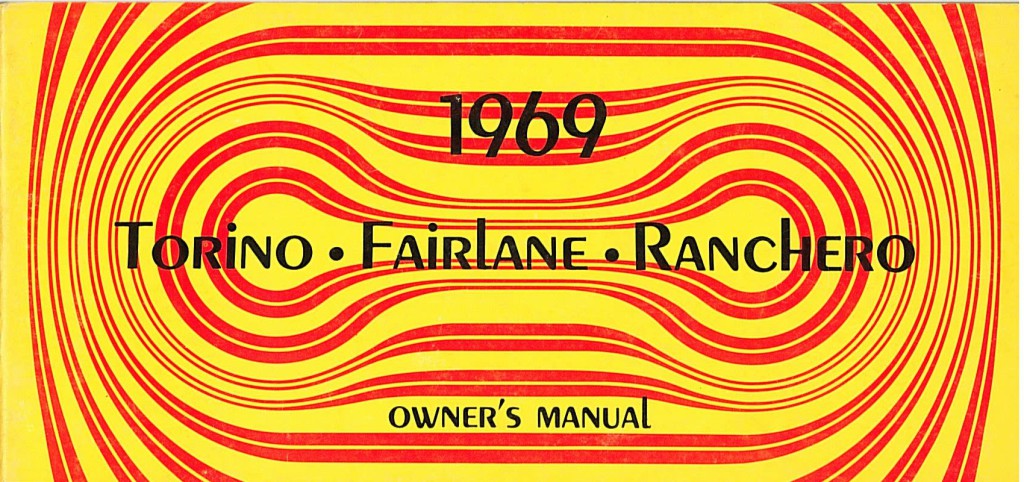 1969
Torino • Fairlane • Ranchero
OWNER'S MANUAL